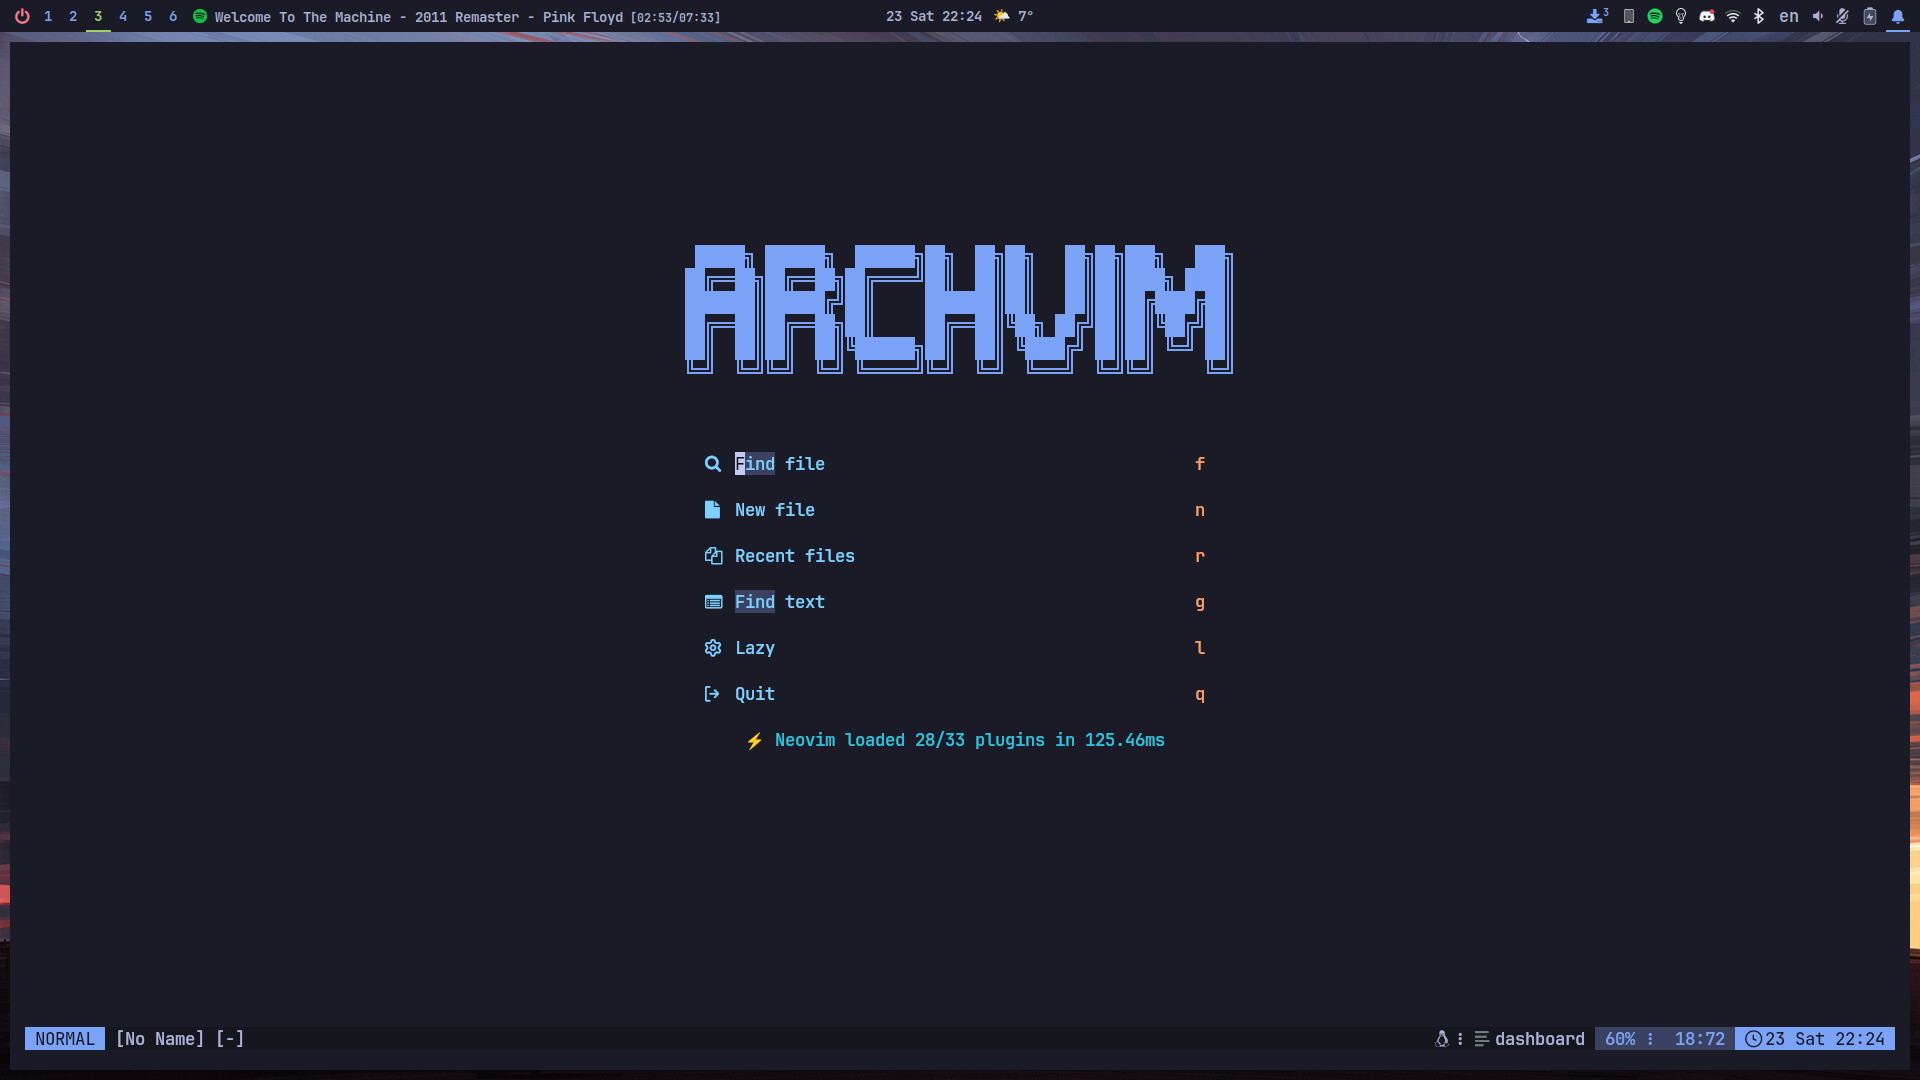 1 2 3 4 5 6 Welcome To The Machine - 2011 Remaster - Pink Floyd [02:53/07:33] 23 Sat 22:24 7° 3 en
ARCHVIM
Find file f
New file n
Recent files r
Find text g
Lazy l
Quit q
⚡ Neovim loaded 28/33 plugins in 125.46ms
NORMAL [No Name] [-] dashboard 60% 18:72 23 Sat 22:24